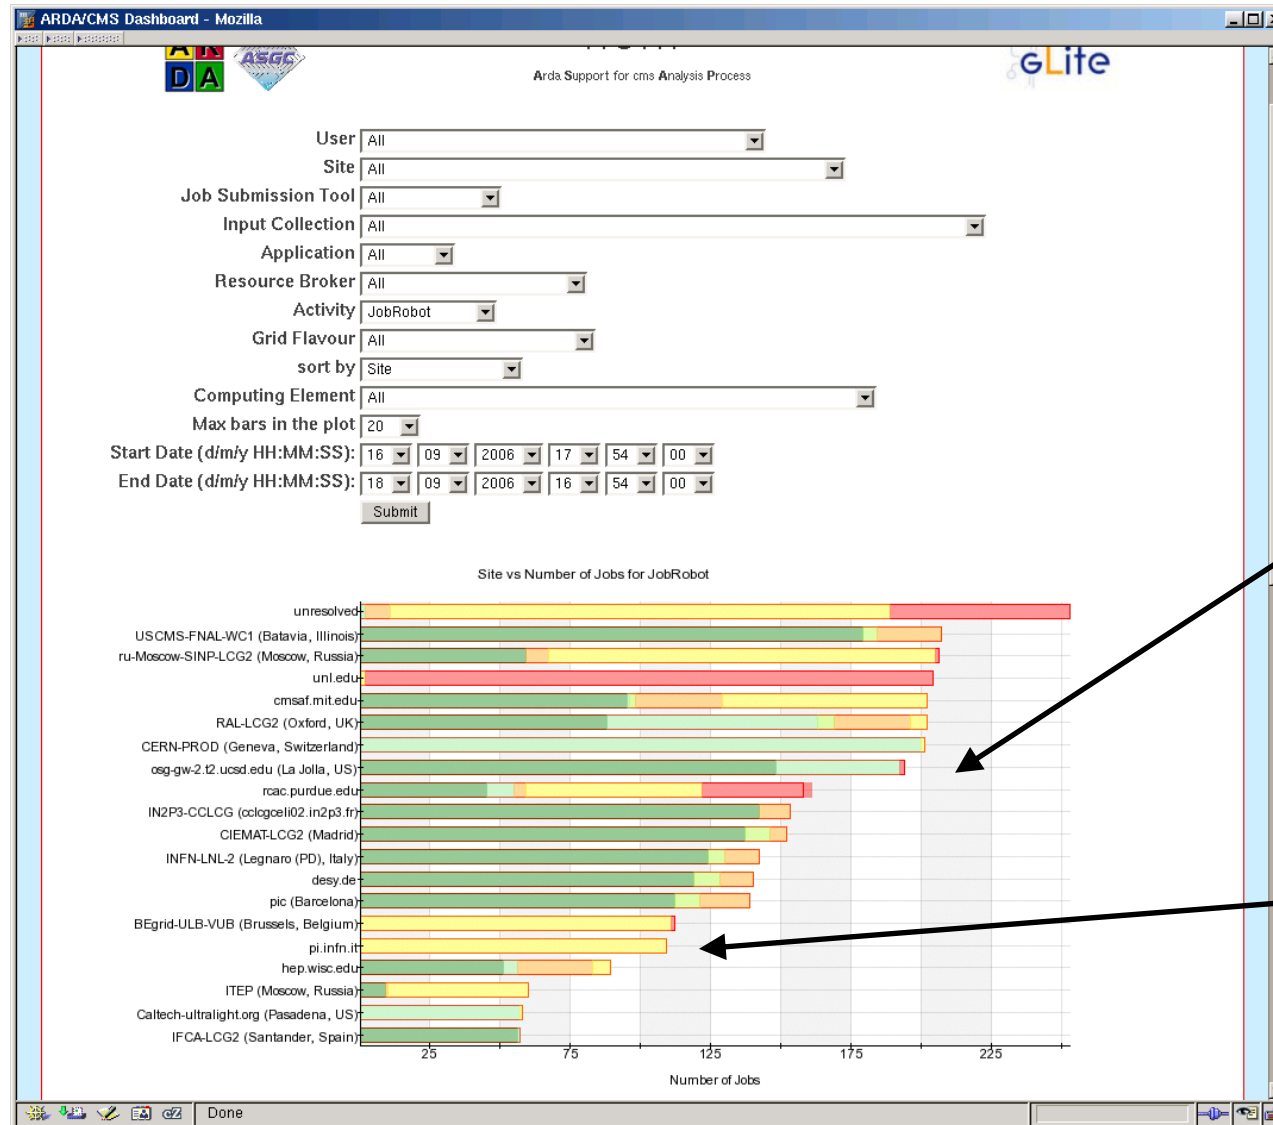 ARDA/CMS Dashboard - Mozilla
A R
D A
ASGC
Arda Support for cms Analysis Process
gLite
User All
Site All
Job Submission Tool All
Input Collection All
Application All
Resource Broker All
Activity JobRobot
Grid Flavour All
sort by Site
Computing Element All
Max bars in the plot 20
Start Date (d/m/y HH:MM:SS): 16 09 2006 17 54 00
End Date (d/m/y HH:MM:SS): 18 09 2006 16 54 00
Submit
Site vs Number of Jobs for JobRobot
unresolved
USCMS-FNAL-WC1 (Batavia, Illinois)
ru-Moscow-SINP-LCG2 (Moscow, Russia)
unl.edu
cmsaf.mit.edu
RAL-LCG2 (Oxford, UK)
CERN-PROD (Geneva, Switzerland)
osg-gw-2.t2.ucsd.edu (La Jolla, US)
rcac.purdue.edu
IN2P3-CCLCG (cclcgceli02.in2p3.fr)
CIEMAT-LCG2 (Madrid)
INFN-LNL-2 (Legnaro (PD), Italy)
desy.de
pic (Barcelona)
BEgrid-ULB-VUB (Brussels, Belgium)
pi.infn.it
hep.wisc.edu
ITEP (Moscow, Russia)
Caltech-ultralight.org (Pasadena, US)
IFCA-LCG2 (Santander, Spain)
25 75 125 175 225
Number of Jobs
Done